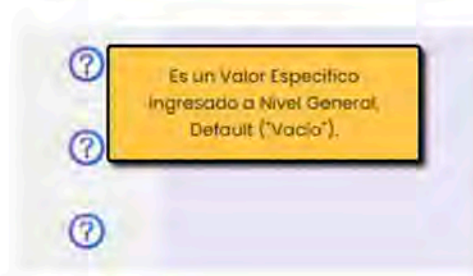 Es un Valor Especifico
ingresado a Nivel General,
Default ("Vacio").